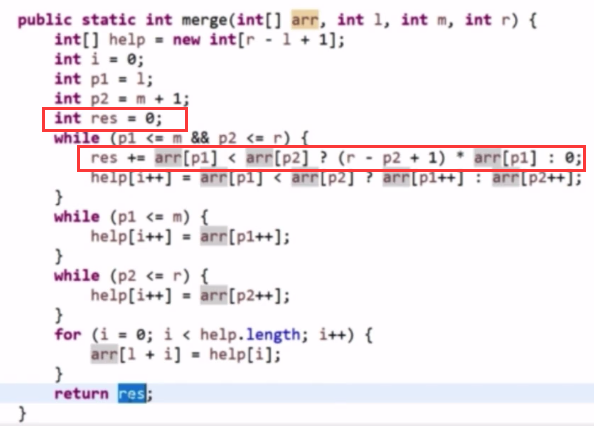 public static int merge(int[] arr, int l, int m, int r) {
    int[] help = new int[r - l + 1];
    int i = 0;
    int p1 = l;
    int p2 = m + 1;
    int res = 0;
    while (p1 <= m && p2 <= r) {
        res += arr[p1] < arr[p2] ? (r - p2 + 1) * arr[p1] : 0;
        help[i++] = arr[p1] < arr[p2] ? arr[p1++] : arr[p2++];
    }
    while (p1 <= m) {
        help[i++] = arr[p1++];
    }
    while (p2 <= r) {
        help[i++] = arr[p2++];
    }
    for (i = 0; i < help.length; i++) {
        arr[l + i] = help[i];
    }
    return res;
}